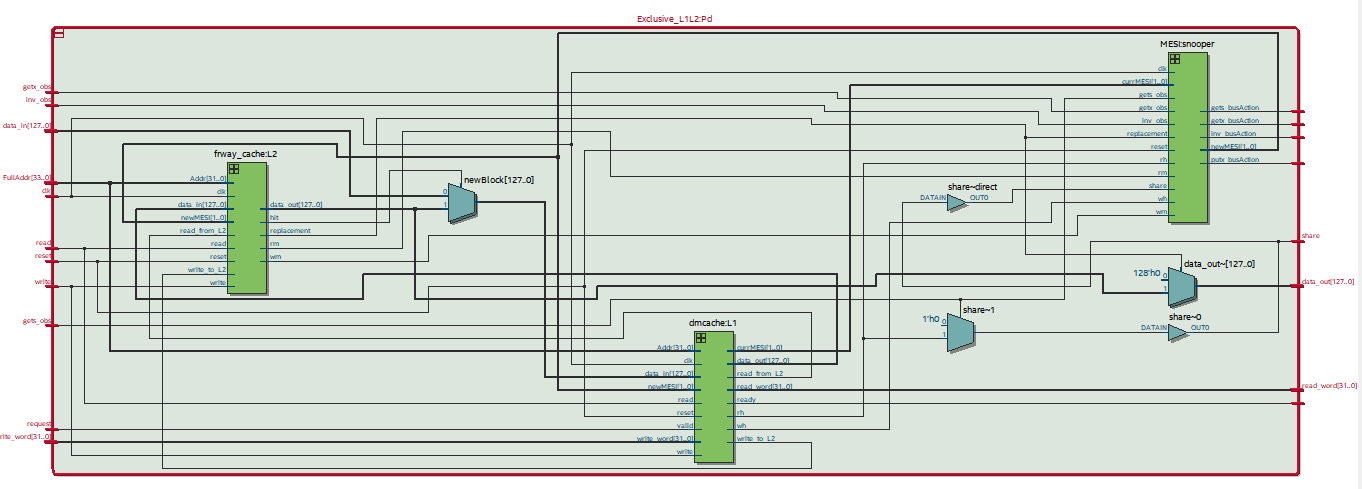 Exclusive_L1L2:Pd
MESI:snooper
clk
currMESI[1..0]
gets_obs
getx_obs
inv_obs
replacement
reset
rh
rm
share
wh
wm
gets_busAction
getx_busAction
inv_busAction
newMESI[1..0]
putx_busAction
getx_obs
inv_obs
data_in[127..0]
FullAddr[33..0]
clk
read
reset
write
gets_obs
request
rite_word[31..0]
frway_cache:L2
Addr[31..0]
clk
data_in[127..0]
newMESI[1..0]
read_from_L2
read
reset
write_to_L2
write
data_out[127..0]
hit
replacement
rm
wm
newBlock[127..0]
0
1
share~direct
DATAIN
OUT0
data_out~[127..0]
128'h0
0
1
share~1
1'h0
0
1
share~0
DATAIN
OUT0
dmcache:L1
Addr[31..0]
clk
data_in[127..0]
newMESI[1..0]
read
reset
valid
write_word[31..0]
write
currMESI[1..0]
data_out[127..0]
read_from_L2
read_word[31..0]
ready
rh
wh
write_to_L2
share
data_out[127..0]
read_word[31..0]